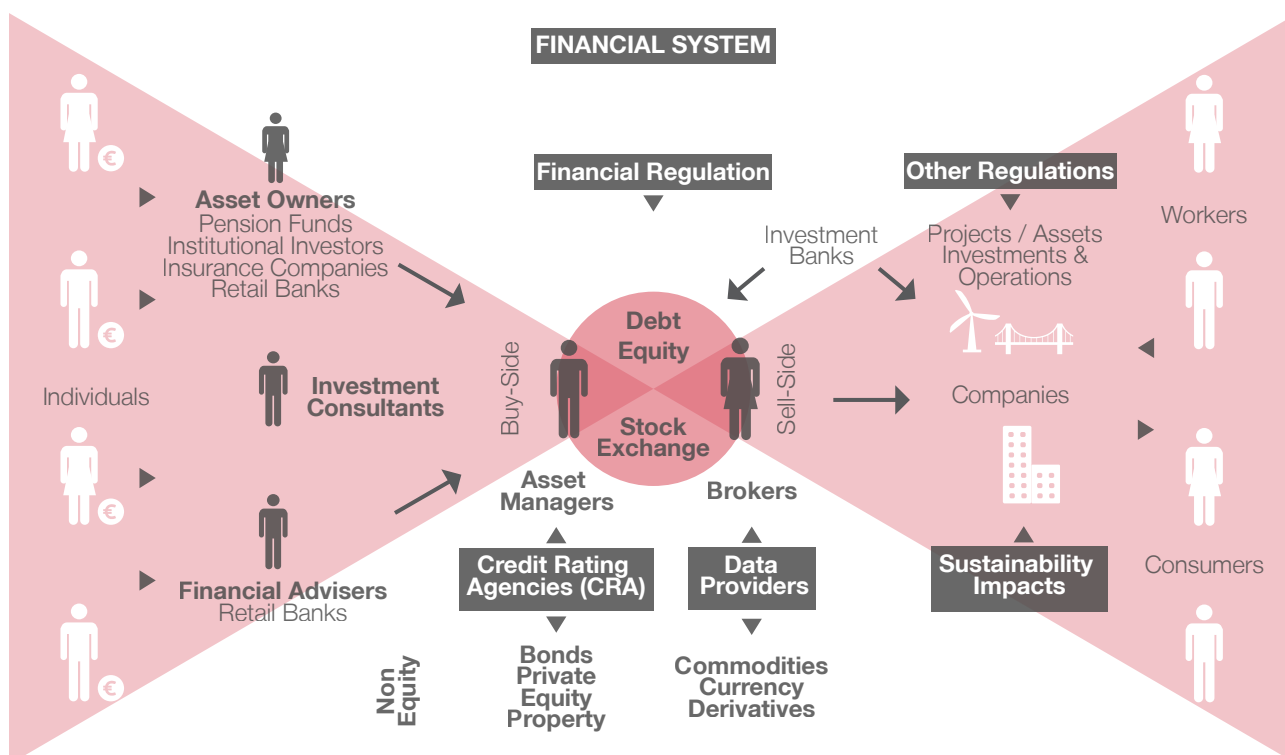 FINANCIAL SYSTEM
Financial Regulation
Other Regulations
€
Asset Owners
Pension Funds
Institutional Investors
Insurance Companies
Retail Banks
€
Individuals
Investment
Consultants
€
Financial Advisers
Retail Banks
€
Buy-Side
Debt
Equity
Stock
Exchange
Sell-Side
Investment
Banks
Projects / Assets
Investments &
Operations
Companies
Workers
Consumers
Asset
Managers
Brokers
Credit Rating
Agencies (CRA)
Data
Providers
Sustainability
Impacts
Non
Equity
Bonds
Private
Equity
Property
Commodities
Currency
Derivatives